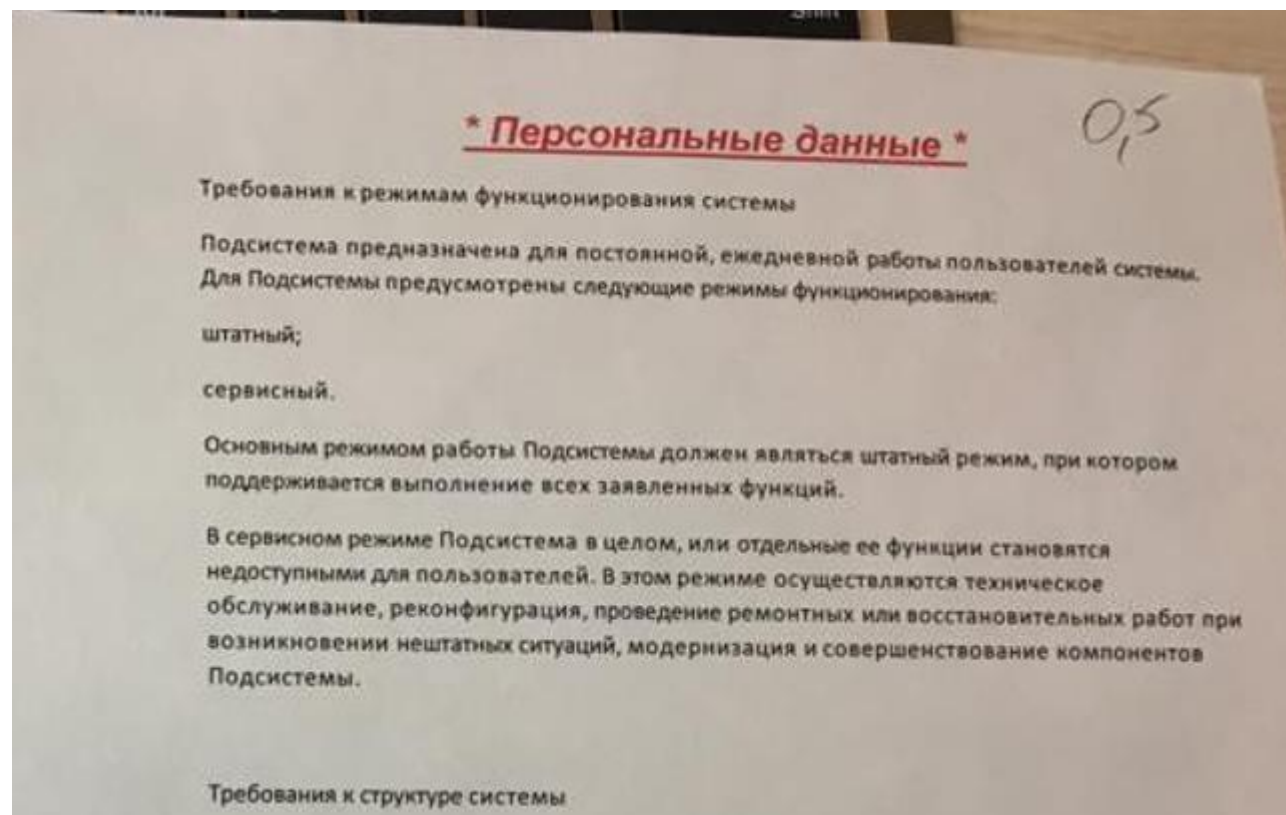 Shift
* Персональные данные *
0,5
Требования к режимам функционирования системы
Подсистема предназначена для постоянной, ежедневной работы пользователей системы.
Для Подсистемы предусмотрены следующие режимы функционирования:
штатный;
сервисный.
Основным режимом работы Подсистемы должен являться штатный режим, при котором
поддерживается выполнение всех заявленных функций.
В сервисном режиме Подсистема в целом, или отдельные ее функции становятся
недоступными для пользователей. В этом режиме осуществляются техническое
обслуживание, реконфигурация, проведение ремонтных или восстановительных работ при
возникновении нештатных ситуаций, модернизация и совершенствование компонентов
Подсистемы.
Требования к структуре системы